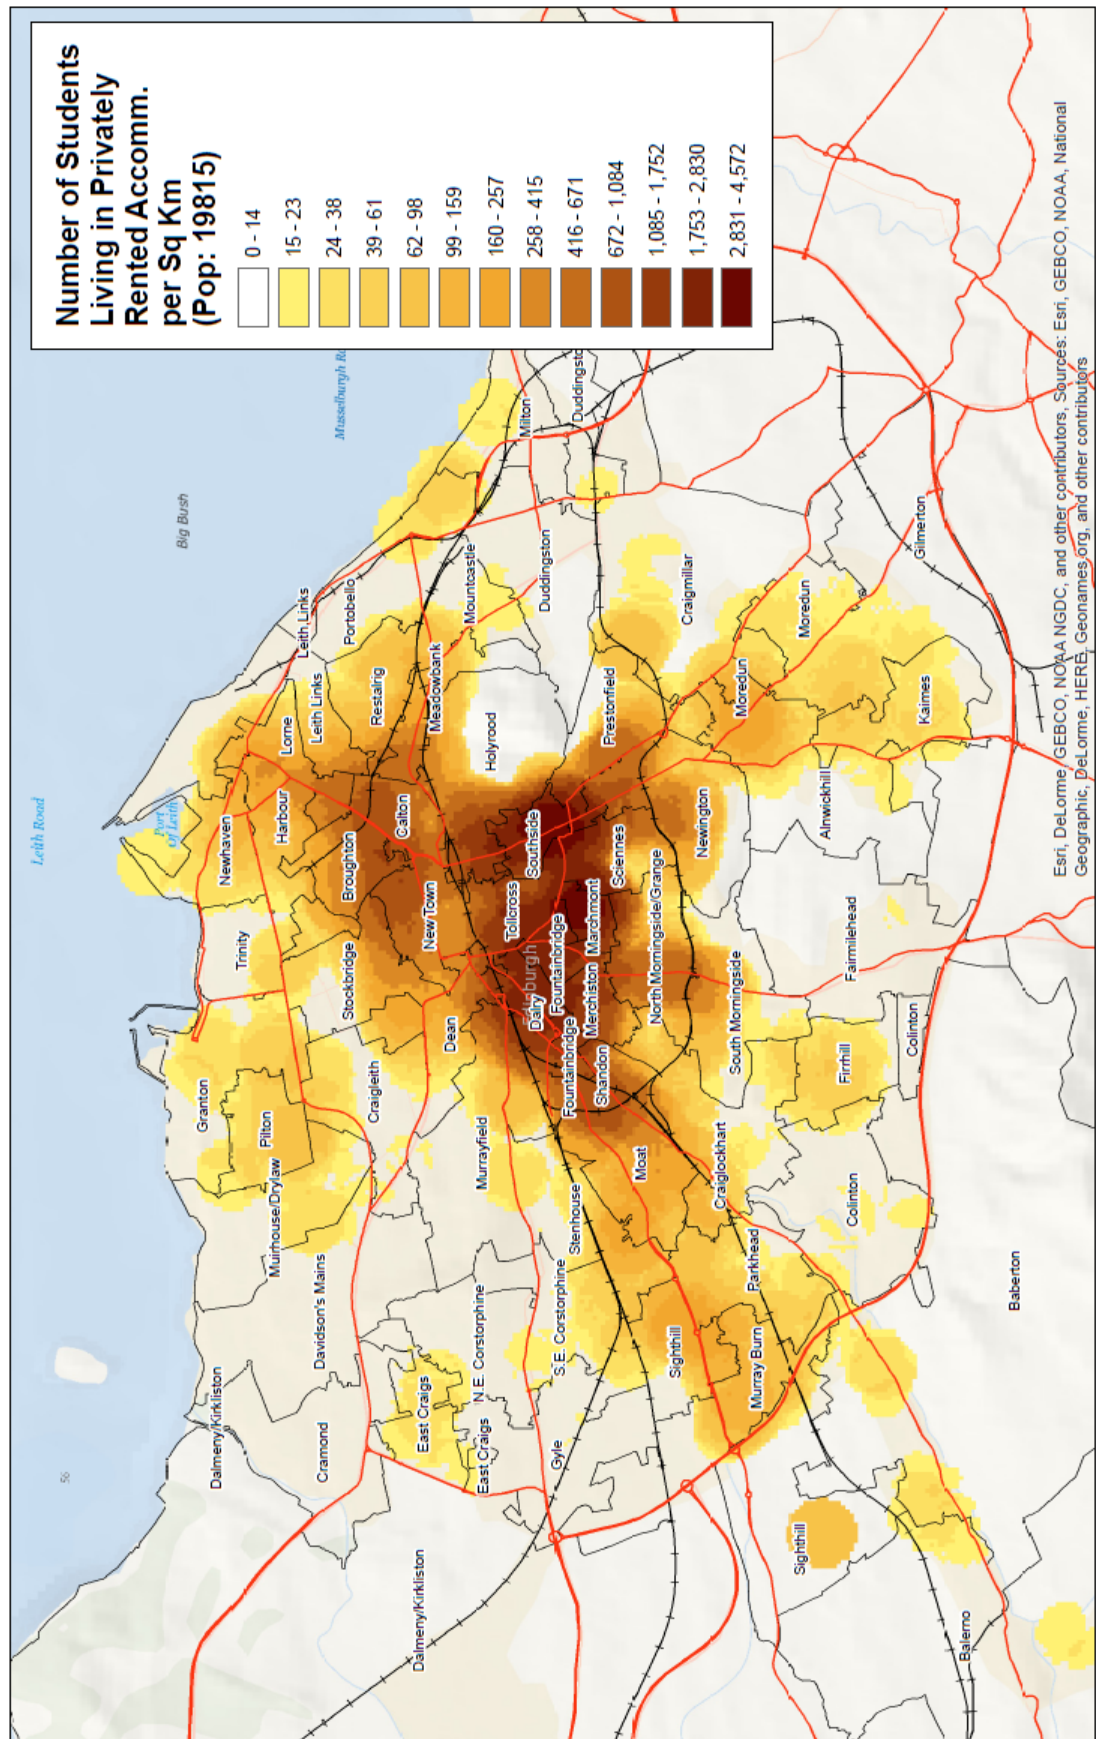 Number of Students
Living in Privately
Rented Accomm.
per Sq Km
(Pop: 19815)
0 - 14
15 - 23
24 - 38
39 - 61
62 - 98
99 - 159
160 - 257
258 - 415
416 - 671
672 - 1,084
1,085 - 1,752
1,753 - 2,830
2,831 - 4,572
Leith Road
Big Bush
Musselburgh
Port
Of Leith
56
Dalmeny/Kirkliston
Cramond
Davidson's Mains
Muirhouse/Drylaw
Pilton
Granton
Trinity
Newhaven
Harbour
Lorne
Leith Links
Leith Links
Portobello
Restalrig
Craigleith
Stockbridge
Broughton
Calton
Meadowbank
Mountcastle
Milton
Dalmeny/Kirkliston
East Craigs
East Craigs
N.E. Corstorphine
Murrayfield
Dean
New Town
Holyrood
Duddingston
Gyle
S.E. Corstorphine
Stenhouse
Fountainbridge
Dalry
Fountainbridge
Tollcross
Southside
Merchiston
Marchmont
Shandon
Sciennes
Prestonfield
Craigmillar
Sighthill
Moat
North Morningside/Grange
Newington
Moredun
Moredun
Murray Burn
Parkhead
Craiglockhart
South Morningside
Sighthill
Colinton
Firrhill
Fairmilehead
Alnwickhill
Kaimes
Gilmerton
Colinton
Balerno
Baberton
Esri, DeLorme, GEBCO, NOAA NGDC, and other contributors, Sources: Esri, GEBCO, NOAA, National
Geographic, DeLorme, HERE, Geonames.org, and other contributors